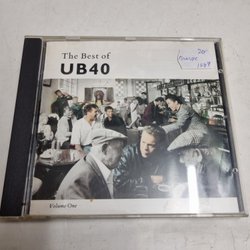 The Best of
UB40
Volume One